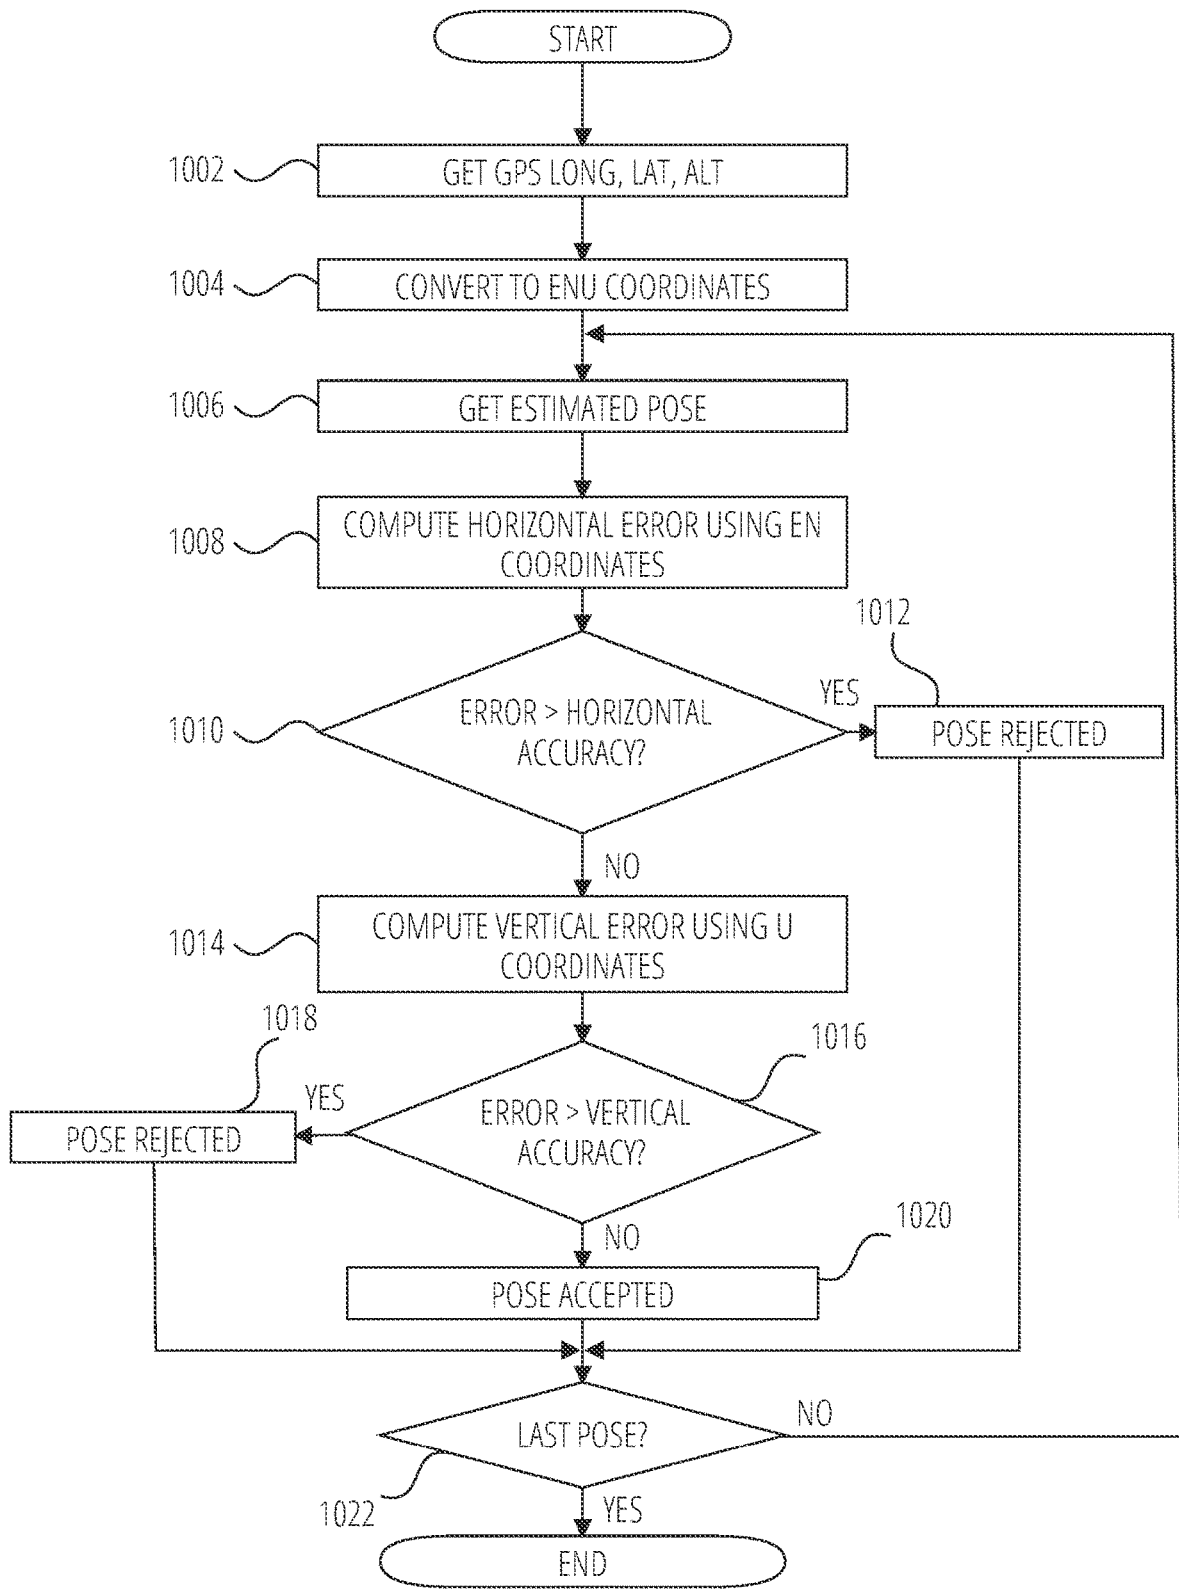 START
1002
GET GPS LONG, LAT, ALT
1004
CONVERT TO ENU COORDINATES
1006
GET ESTIMATED POSE
1008
COMPUTE HORIZONTAL ERROR USING EN
COORDINATES
1010
ERROR > HORIZONTAL
ACCURACY?
YES
1012
POSE REJECTED
NO
1014
COMPUTE VERTICAL ERROR USING U
COORDINATES
1016
ERROR > VERTICAL
ACCURACY?
YES
1018
POSE REJECTED
NO
1020
POSE ACCEPTED
LAST POSE?
NO
1022
YES
END